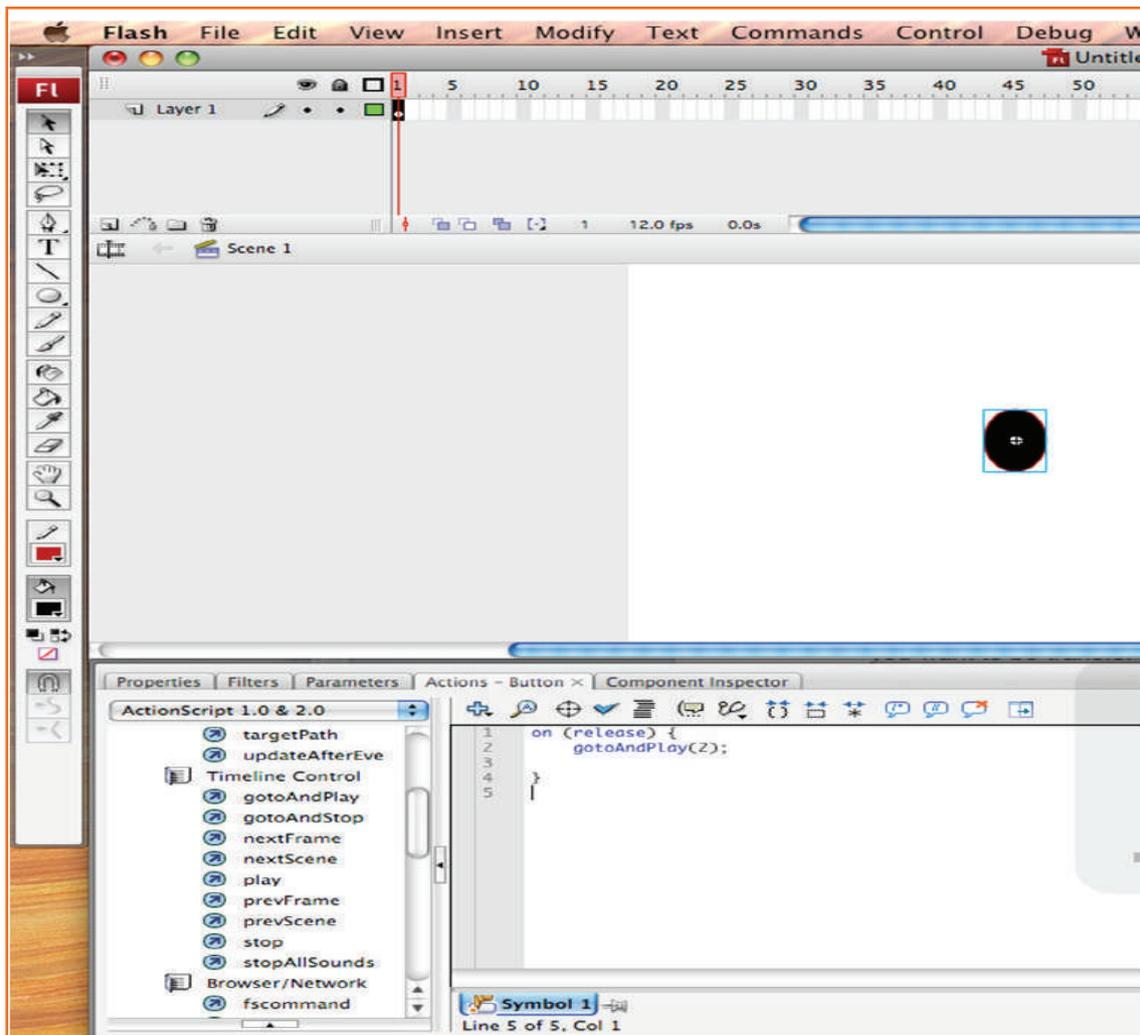 Flash File Edit View Insert Modify Text Commands Control Debug W
Untitle
Fl
1 5 10 15 20 25 30 35 40 45 50
Layer 1
1 12.0 fps 0.0s
Scene 1
T
Properties Filters Parameters Actions - Button × Component Inspector
ActionScript 1.0 & 2.0
targetPath
updateAfterEve
Timeline Control
gotoAndPlay
gotoAndStop
nextFrame
nextScene
play
prevFrame
prevScene
stop
stopAllSounds
Browser/Network
fscommand
1 on (release) {
2 gotoAndPlay(2);
3
4 }
5
Symbol 1
Line 5 of 5, Col 1